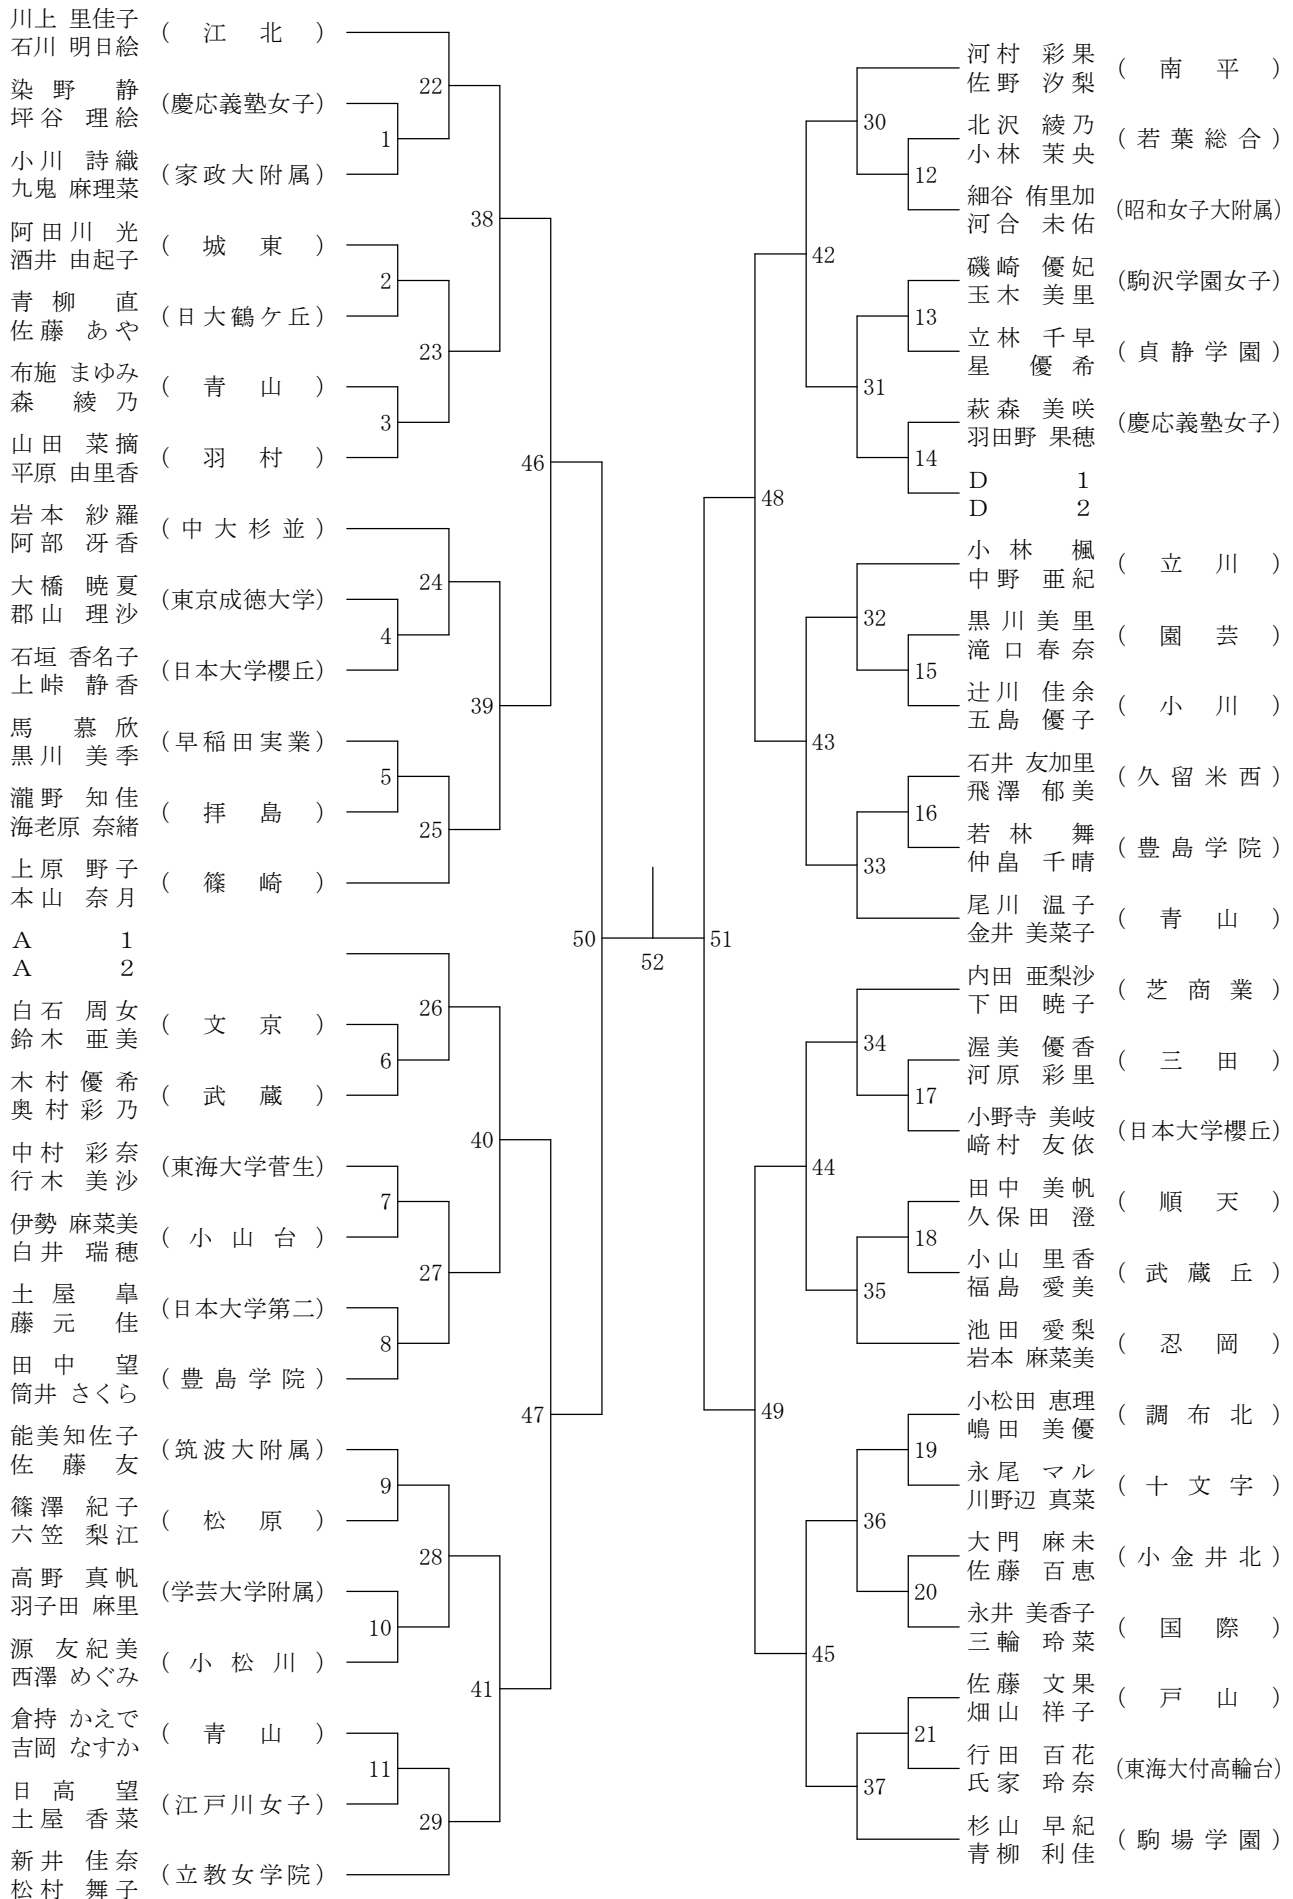 川上 里佳子
石川 明日絵
( 江 北 )
染 野 静
坪谷 理絵
(慶応義塾女子)
小川 詩織
九鬼 麻理菜
(家政大附属)
阿田川 光
酒井 由起子
( 城 東 )
青 柳 直
佐藤 あや
(日大鶴ケ丘)
布施 まゆみ
森 綾乃
( 青 山 )
山田 菜摘
平原 由里香
( 羽 村 )
岩本 紗羅
阿部 冴香
(中大杉並)
大橋 暁夏
郡山 理沙
(東京成徳大学)
石垣 香名子
上峠 静香
(日本大学櫻丘)
馬 慕欣
黒川 美季
(早稲田実業)
瀧野 知佳
海老原 奈緒
( 拝 島 )
上原 野子
本山 奈月
( 篠 崎 )
A 1
A 2
白石 周女
鈴木 亜美
( 文 京 )
木村優希
奥村彩乃
( 武 蔵 )
中村 彩奈
行木 美沙
(東海大学菅生)
伊勢 麻菜美
白井 瑞穂
( 小 山 台 )
土 屋 皐
藤 元 佳
(日本大学第二)
田 中 望
筒井 さくら
(豊島学院)
能美知佐子
佐 藤 友
(筑波大附属)
篠澤 紀子
六笠 梨江
( 松 原 )
高野 真帆
羽子田 麻里
(学芸大学附属)
源 友紀美
西澤 めぐみ
( 小 松 川 )
倉持 かえで
吉岡 なすか
( 青 山 )
日 高 望
土屋 香菜
(江戸川女子)
新井 佳奈
松村 舞子
(立教女学院)
1
2
3
4
5
6
7
8
9
10
11
22
23
24
25
26
27
28
29
38
39
40
41
46
47
50
52
51
48
49
42
43
44
45
30
31
32
33
34
35
36
37
12
13
14
15
16
17
18
19
20
21
河村 彩果
佐野 汐梨
( 南 平 )
北沢 綾乃
小林 茉央
(若葉総合)
細谷 侑里加
河合 未佑
(昭和女子大附属)
磯崎 優妃
玉木 美里
(駒沢学園女子)
立林 千早
星 優希
(貞静学園)
萩森 美咲
羽田野 果穂
(慶応義塾女子)
D 1
D 2
小 林 楓
中野 亜紀
( 立 川 )
黒川美里
滝口春奈
( 園 芸 )
辻川 佳余
五島 優子
( 小 川 )
石井 友加里
飛澤 郁美
(久留米西)
若 林 舞
仲畠 千晴
(豊島学院)
尾川 温子
金井 美菜子
( 青 山 )
内田 亜梨沙
下田 暁子
( 芝 商 業 )
渥美 優香
河原 彩里
( 三 田 )
小野寺 美岐
﨑村 友依
(日本大学櫻丘)
田中 美帆
久保田 澄
( 順 天 )
小山 里香
福島 愛美
( 武 蔵 丘 )
池田 愛梨
岩本 麻菜美
( 忍 岡 )
小松田 恵理
嶋田 美優
( 調 布 北 )
永尾 マル
川野辺 真菜
( 十 文 字 )
大門 麻未
佐藤 百恵
(小金井北)
永井 美香子
三輪 玲菜
( 国 際 )
佐藤 文果
畑山 祥子
( 戸 山 )
行田 百花
氏家 玲奈
(東海大付高輪台)
杉山 早紀
青柳 利佳
(駒場学園)